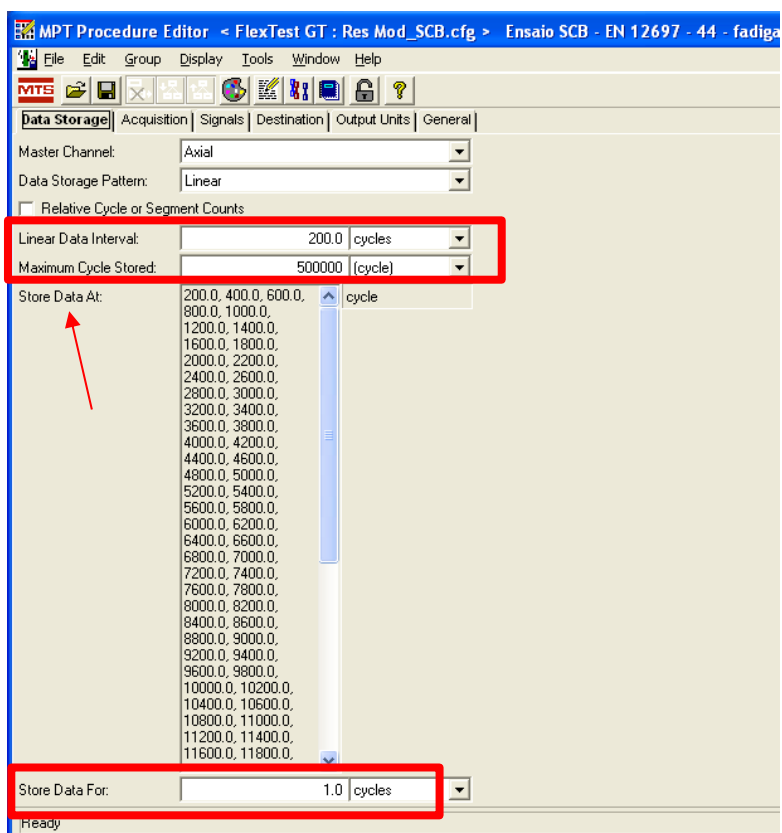 MPT Procedure Editor < FlexTest GT : Res Mod_SCB.cfg > Ensaio SCB - EN 12697 - 44 - fadiga
File Edit Group Display Tools Window Help
MTS
Data Storage Acquisition Signals Destination Output Units General
Master Channel: Axial
Data Storage Pattern: Linear
Relative Cycle or Segment Counts
Linear Data Interval: 200.0 cycles
Maximum Cycle Stored: 500000 (cycle)
Store Data At: 200.0, 400.0, 600.0, cycle
800.0, 1000.0,
1200.0, 1400.0,
1600.0, 1800.0,
2000.0, 2200.0,
2400.0, 2600.0,
2800.0, 3000.0,
3200.0, 3400.0,
3600.0, 3800.0,
4000.0, 4200.0,
4400.0, 4600.0,
4800.0, 5000.0,
5200.0, 5400.0,
5600.0, 5800.0,
6000.0, 6200.0,
6400.0, 6600.0,
6800.0, 7000.0,
7200.0, 7400.0,
7600.0, 7800.0,
8000.0, 8200.0,
8400.0, 8600.0,
8800.0, 9000.0,
9200.0, 9400.0,
9600.0, 9800.0,
10000.0, 10200.0,
10400.0, 10600.0,
10800.0, 11000.0,
11200.0, 11400.0,
11600.0, 11800.0,
Store Data For: 1.0 cycles
Ready